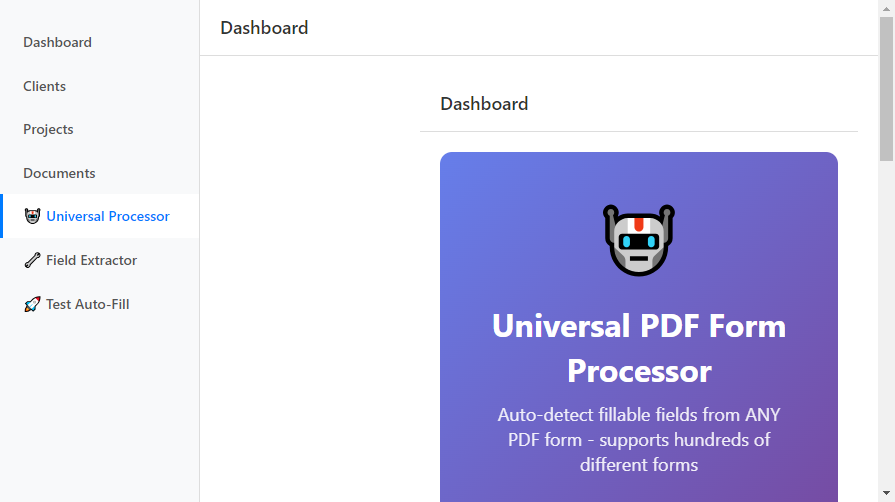 Dashboard
Clients
Projects
Documents
Universal Processor
Field Extractor
Test Auto-Fill
Dashboard
Dashboard
Universal PDF Form
Processor
Auto-detect fillable fields from ANY
PDF form - supports hundreds of
different forms